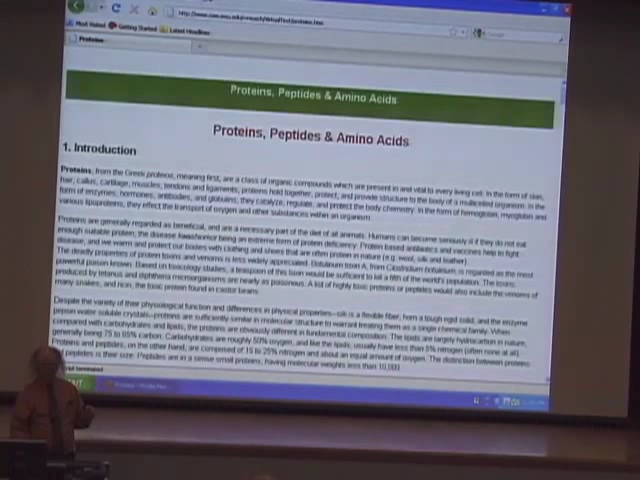 Most Visited Getting Started Latest Headlines
Proteins
Google
Proteins, Peptides & Amino Acids
Proteins, Peptides & Amino Acids
1. Introduction
Proteins, from the Greek proteios, meaning first, are a class of organic compounds which are present in and vital to every living cell. In the form of skin,
hair, callus, cartilage, muscles, tendons and ligaments, proteins hold together, protect, and provide structure to the body of a multicelled organism. In the
form of enzymes, hormones, antibodies, and globulins, they catalyze, regulate, and protect the body chemistry. In the form of hemoglobin, myoglobin and
various lipoproteins, they effect the transport of oxygen and other substances within an organism.
Proteins are generally regarded as beneficial, and are a necessary part of the diet of all animals. Humans can become seriously ill if they do not eat
enough suitable protein, the disease kwashiorkor being an extreme form of protein deficiency. Protein based antibiotics and vaccines help to fight
disease, and we warm and protect our bodies with clothing and shoes that are often protein in nature (e.g. wool, silk and leather).
The deadly properties of protein toxins and venoms is less widely appreciated. Botulinum toxin A, from Clostridium botulinum, is regarded as the most
powerful poison known. Based on toxicology studies, a teaspoon of this toxin would be sufficient to kill a fifth of the world's population. The toxins
produced by tetanus and diphtheria microorganisms are nearly as poisonous. A list of highly toxic proteins or peptides would also include the venoms of
many snakes, and ricin, the toxic protein found in castor beans.
Despite the variety of their physiological function and differences in physical properties--silk is a flexible fiber, horn a tough rigid solid, and the enzyme
pepsin water soluble crystals--proteins are sufficiently similar in molecular structure to warrant treating them as a single chemical family. When
compared with carbohydrates and lipids, the proteins are obviously different in fundamental composition. The lipids are largely hydrocarbon in nature,
generally being 75 to 85% carbon. Carbohydrates are roughly 50% oxygen, and like the lipids, usually have less than 5% nitrogen (often none at all).
Proteins and peptides, on the other hand, are composed of 15 to 25% nitrogen and about an equal amount of oxygen. The distinction between proteins
peptides is their size. Peptides are in a sense small proteins, having molecular weights less than 10,000.
script terminated